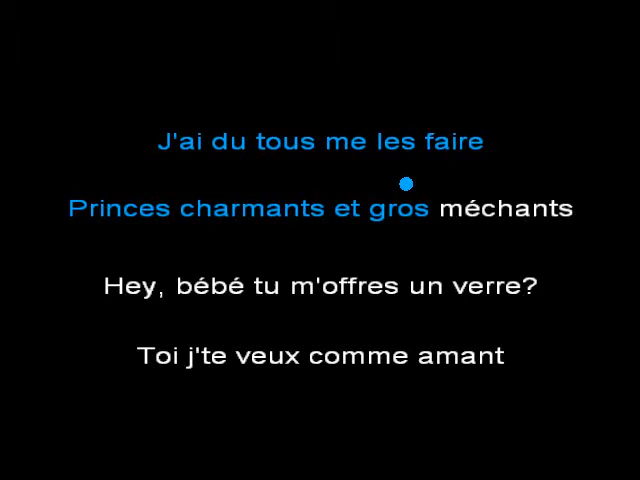 J'ai du tous me les faire
Princes charmants et gros méchants
Hey, bébé tu m'offres un verre?
Toi j'te veux comme amant